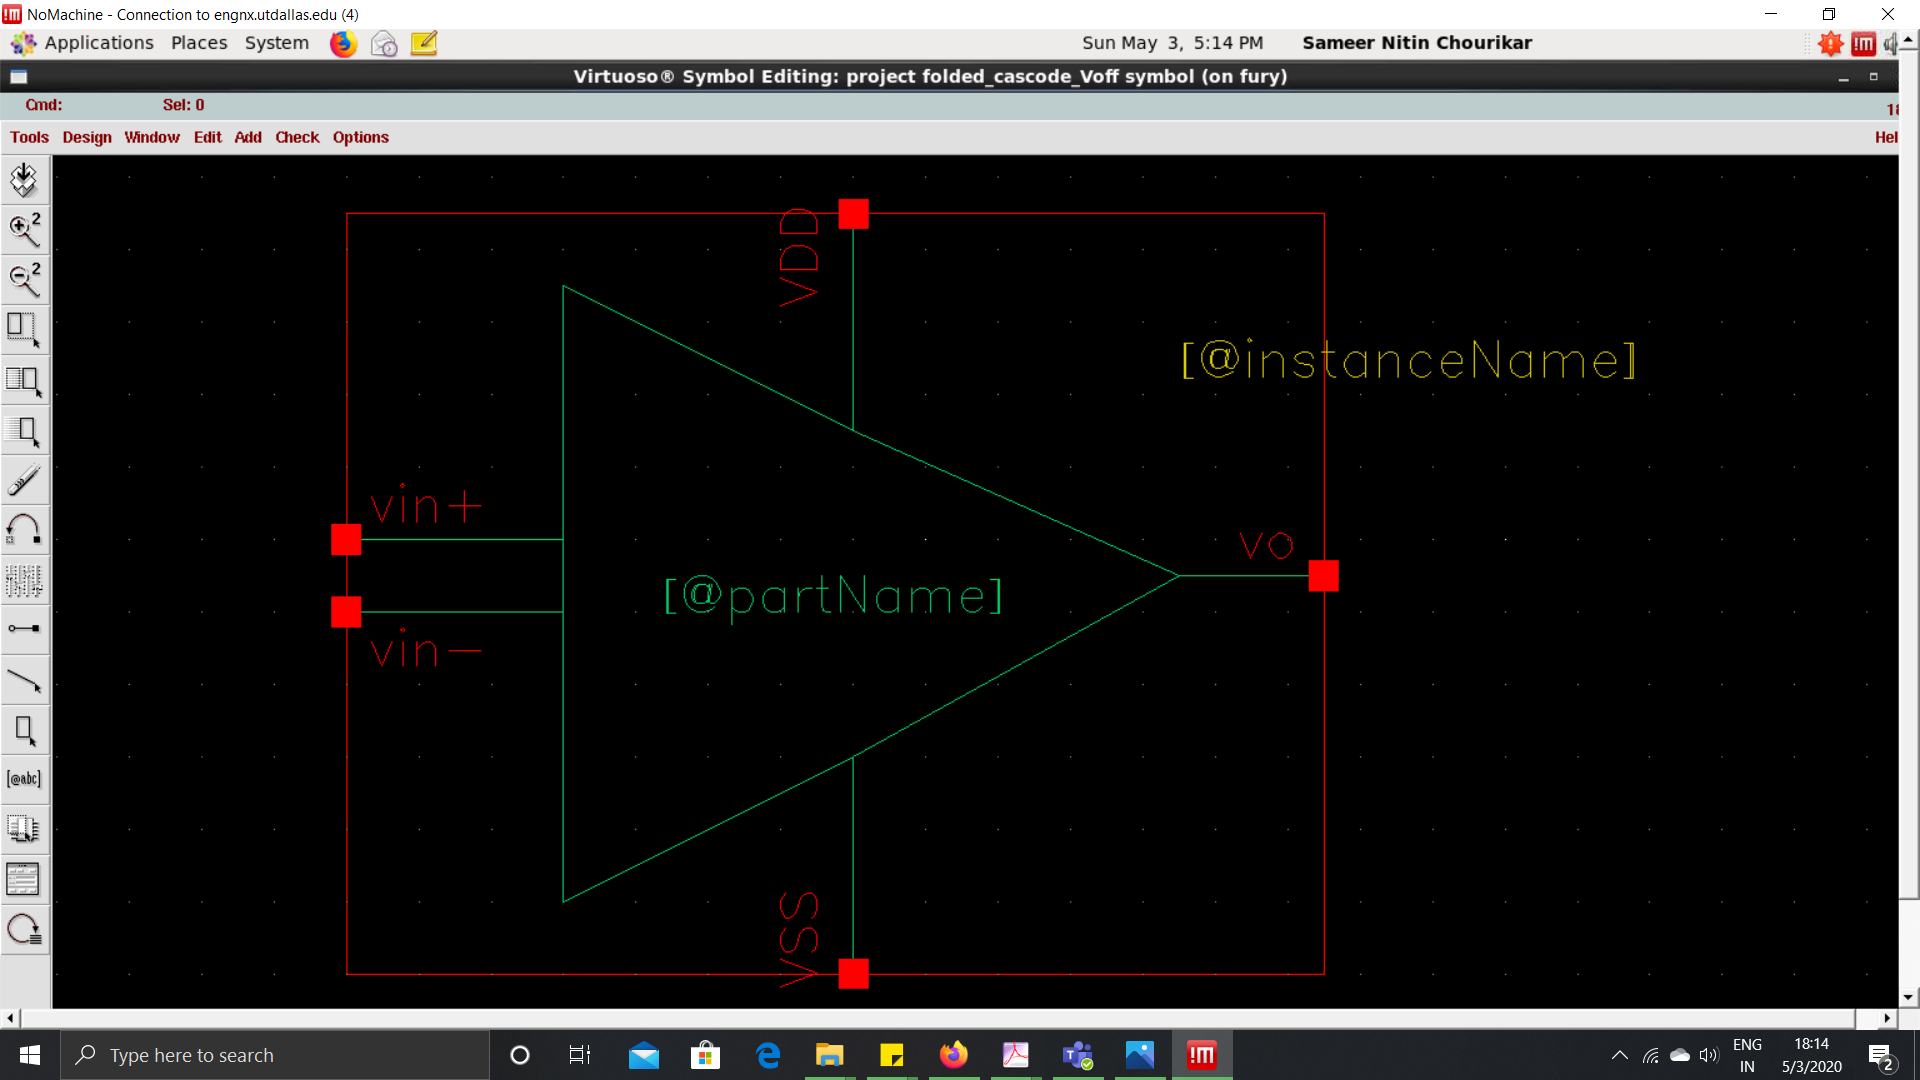 NoMachine - Connection to engnx.utdallas.edu (4)
Applications Places System
Sun May 3, 5:14 PM Sameer Nitin Chourikar
Virtuoso® Symbol Editing: project folded_cascode_Voff symbol (on fury)
Cmd: Sel: 0 18
Tools Design Window Edit Add Check Options Hel
2
2
[@abc]
VDD
[@instanceName]
vin+
vo
[@partName]
vin-
VSS
Type here to search
ENG
IN
18:14
5/3/2020
2